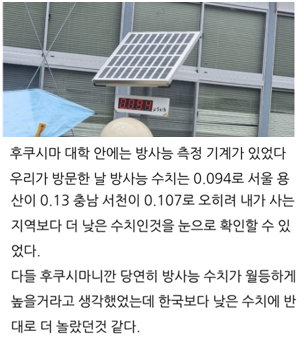 후쿠시마 대학 안에는 방사능 측정 기계가 있었다
우리가 방문한 날 방사능 수치는 0.094로 서울 용
산이 0.13 충남 서천이 0.107로 오히려 내가 사는
지역보다 더 낮은 수치인것을 눈으로 확인할 수 있
었다.
다들 후쿠시마니깐 당연히 방사능 수치가 월등하게
높을거라고 생각했었는데 한국보다 낮은 수치에 반
대로 더 놀랐던것 같다.